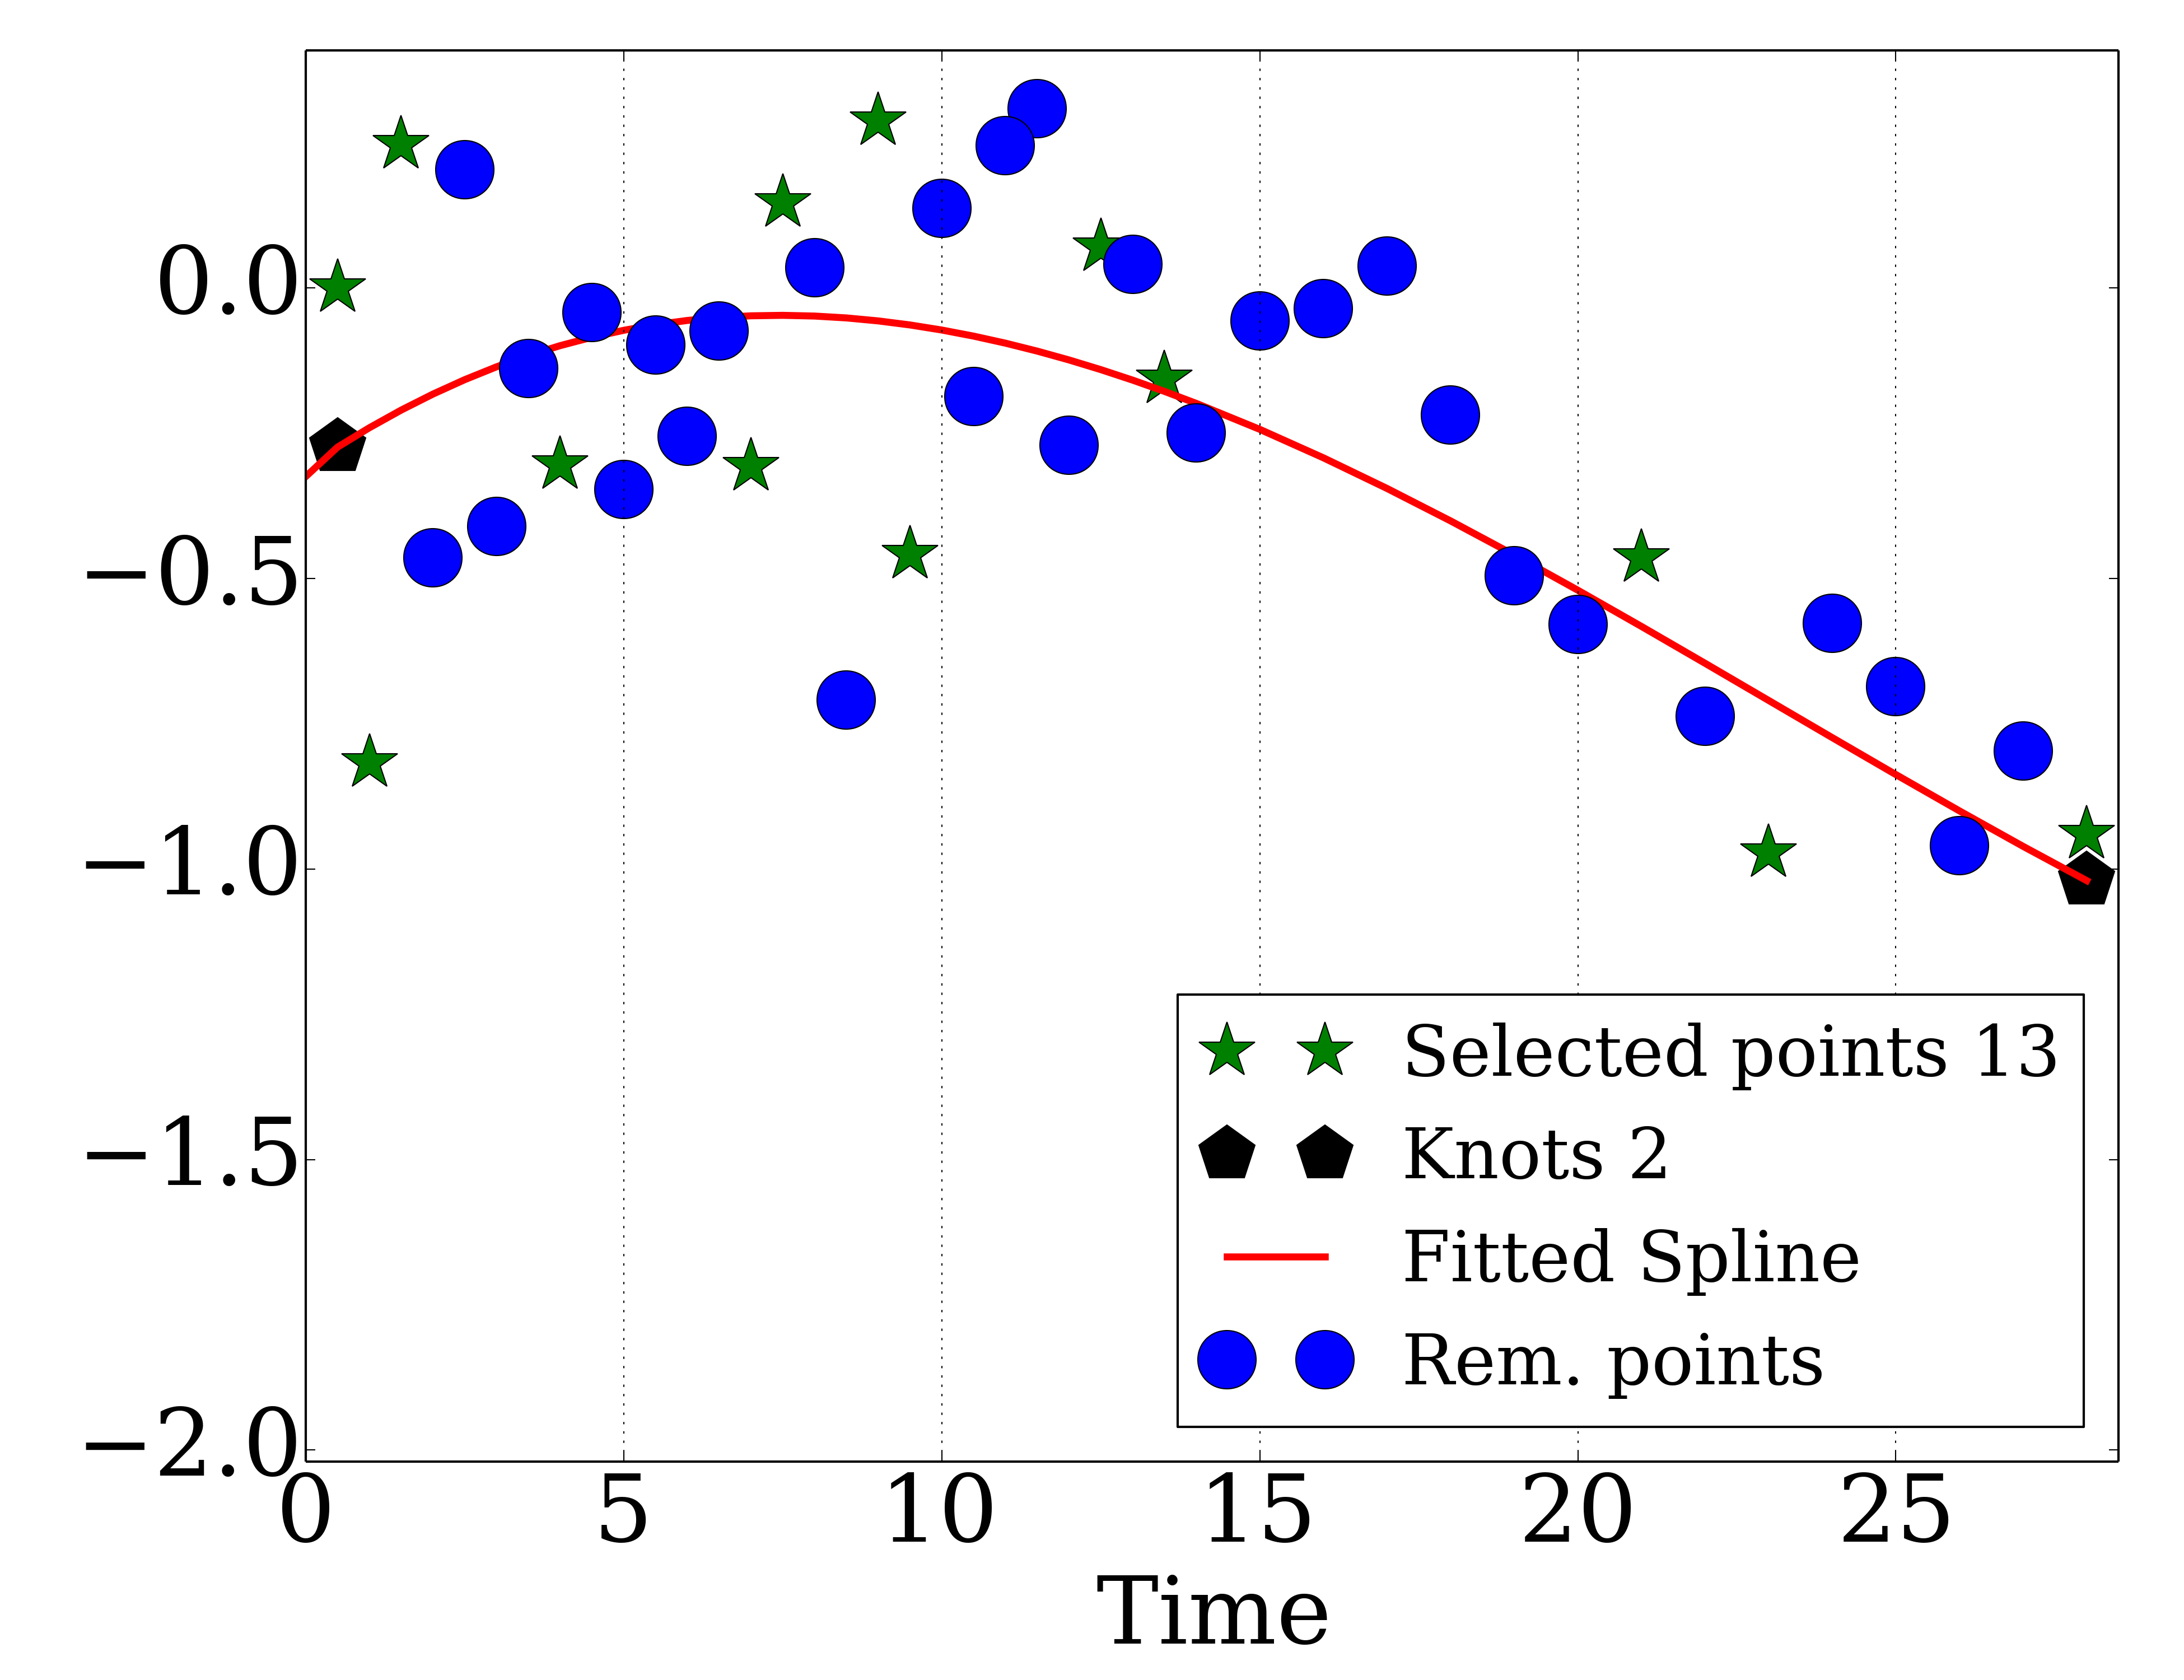 0.0
−0.5
−1.0
−1.5
−2.0
Selected points 13
Knots 2
Fitted Spline
Rem. points
0 5 10 15 20 25
Time